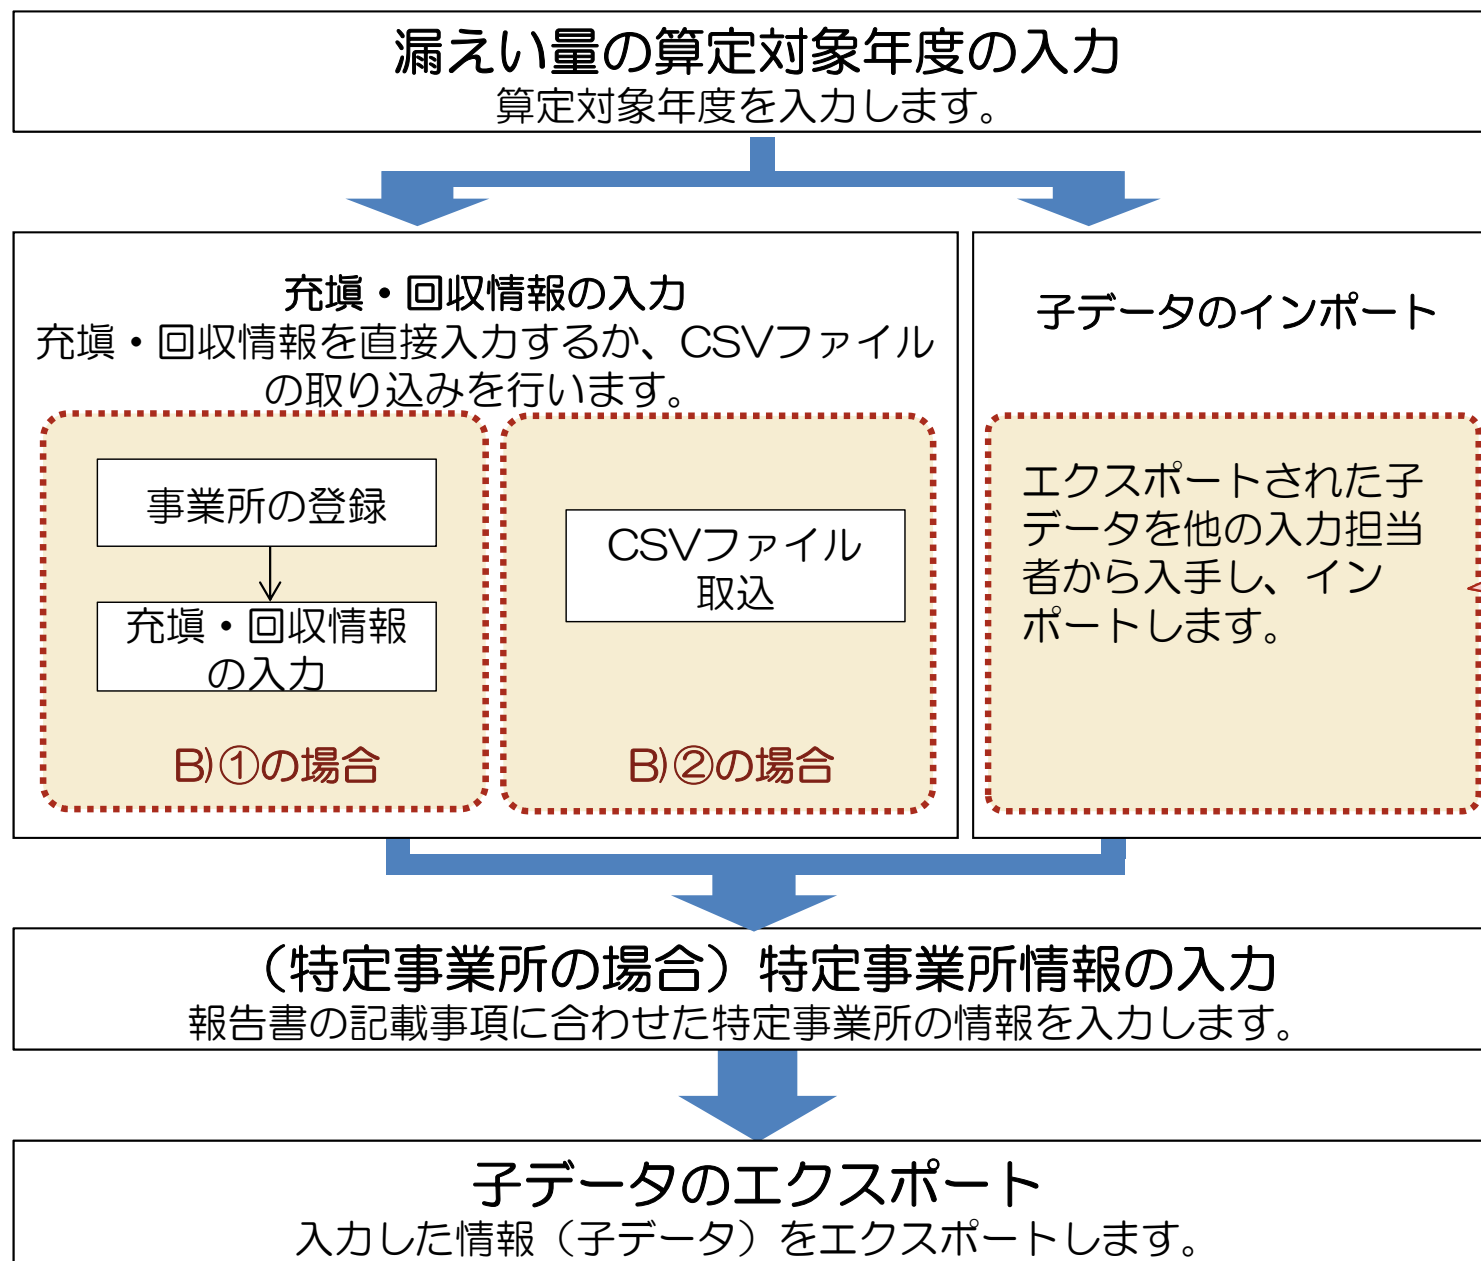 漏えい量の算定対象年度の入力
算定対象年度を入力します。
充塡・回収情報の入力
充塡・回収情報を直接入力するか、CSVファイル
の取り込みを行います。
事業所の登録
充塡・回収情報
の入力
B)①の場合
CSVファイル
取込
B)②の場合
子データのインポート
エクスポートされた子
データを他の入力担当
者から入手し、イン
ポートします。
（特定事業所の場合）特定事業所情報の入力
報告書の記載事項に合わせた特定事業所の情報を入力します。
子データのエクスポート
入力した情報（子データ）をエクスポートします。